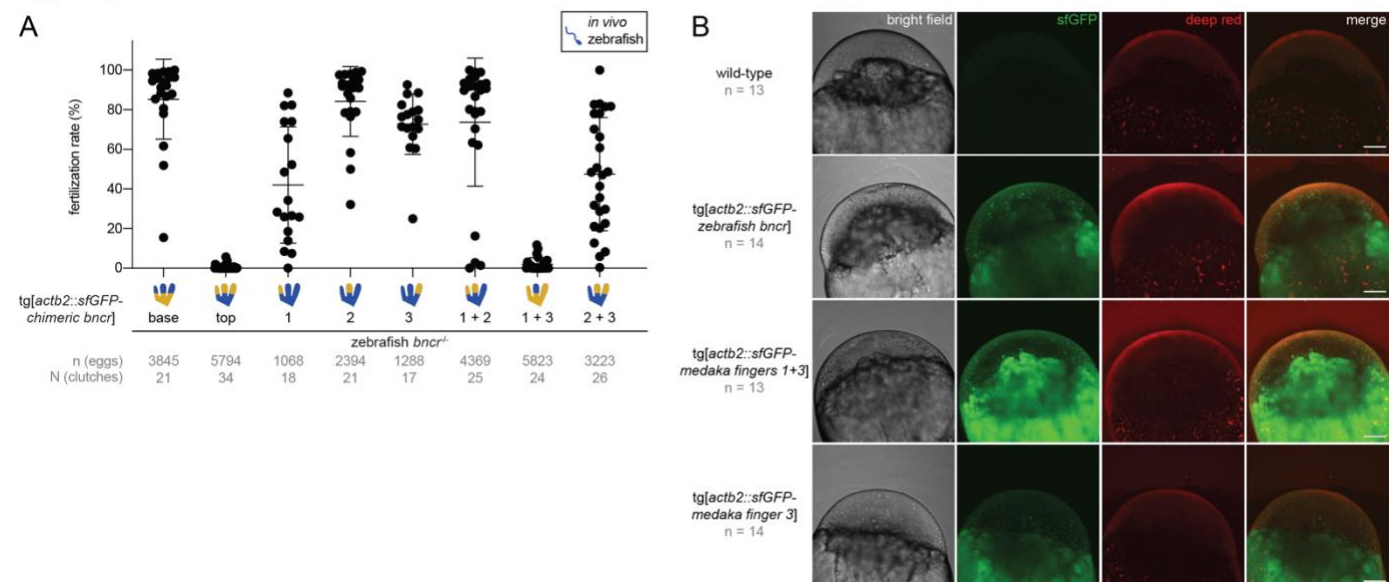 A
in vivo
zebrafish
fertilization rate (%)
100
80
60
40
20
0
tg[actb2::sfGFP-
chimeric bncr]
base top 1 2 3 1 + 2 1 + 3 2 + 3
zebrafish bncr-/-
n (eggs) 3845 5794 1068 2394 1288 4369 5823 3223
N (clutches) 21 34 18 21 17 25 24 26
B
bright field sfGFP deep red merge
wild-type
n = 13
tg[actb2::sfGFP-
zebrafish bncr]
n = 14
tg[actb2::sfGFP-
medaka fingers 1+3]
n = 13
tg[actb2::sfGFP-
medaka finger 3]
n = 14